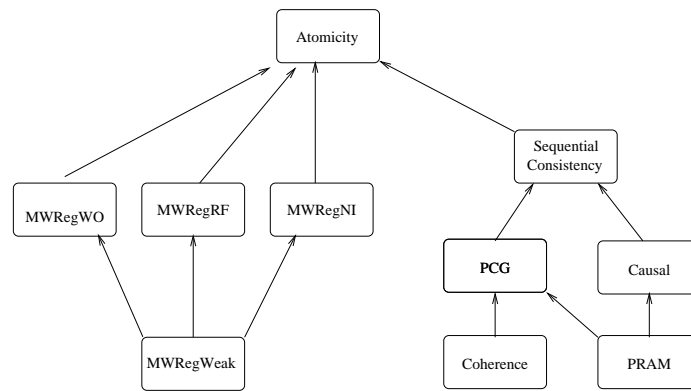 Atomicity
Sequential
Consistency
MWRegWO
MWRegRF
MWRegNI
PCG
Causal
MWRegWeak
Coherence
PRAM